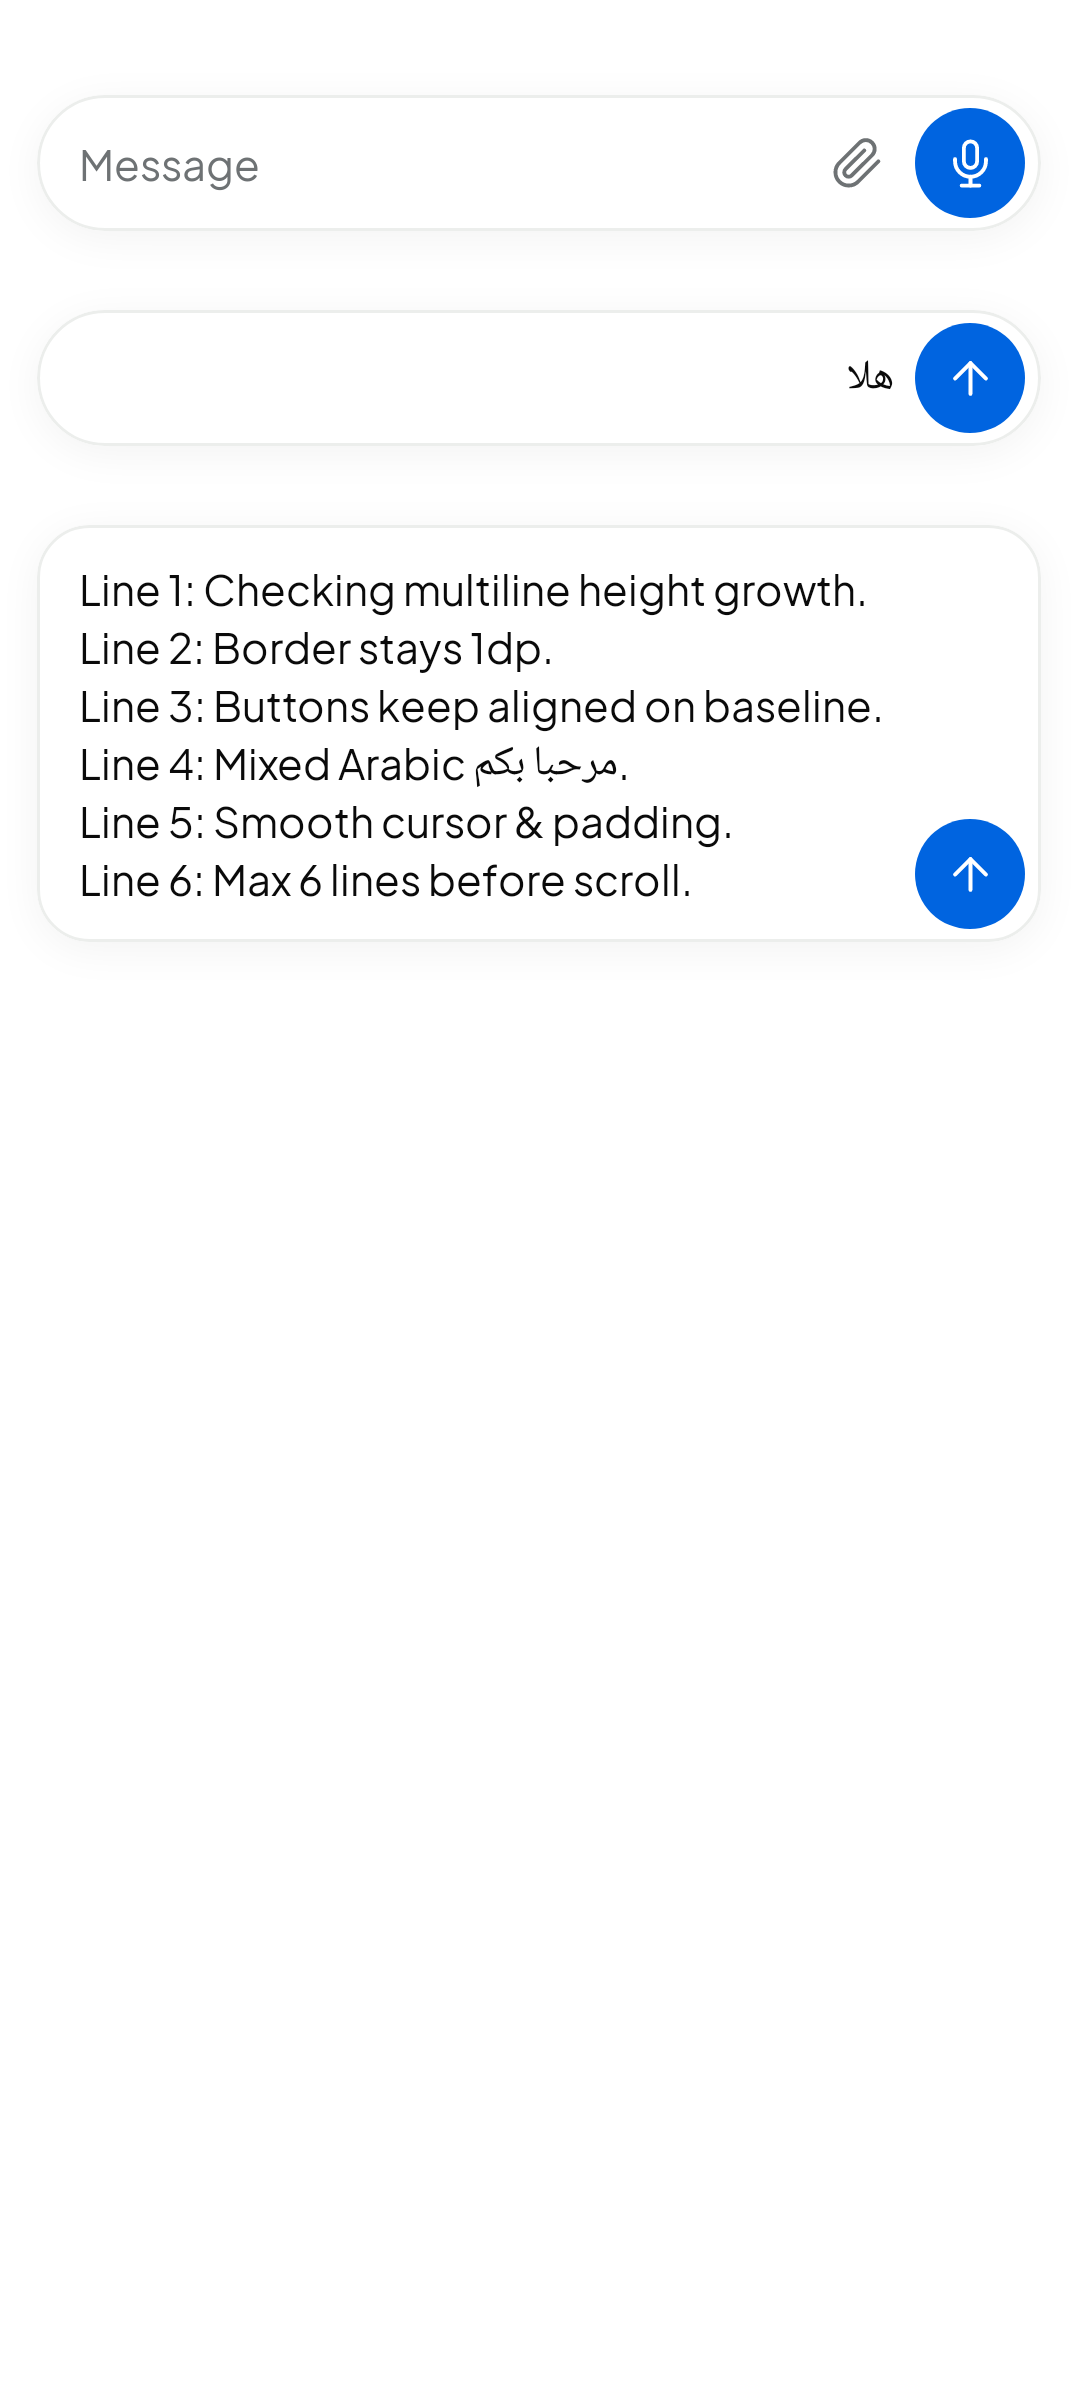 Message
هلا
Line 1: Checking multiline height growth.
Line 2: Border stays 1dp.
Line 3: Buttons keep aligned on baseline.
Line 4: Mixed Arabic مرحبا بكم.
Line 5: Smooth cursor & padding.
Line 6: Max 6 lines before scroll.